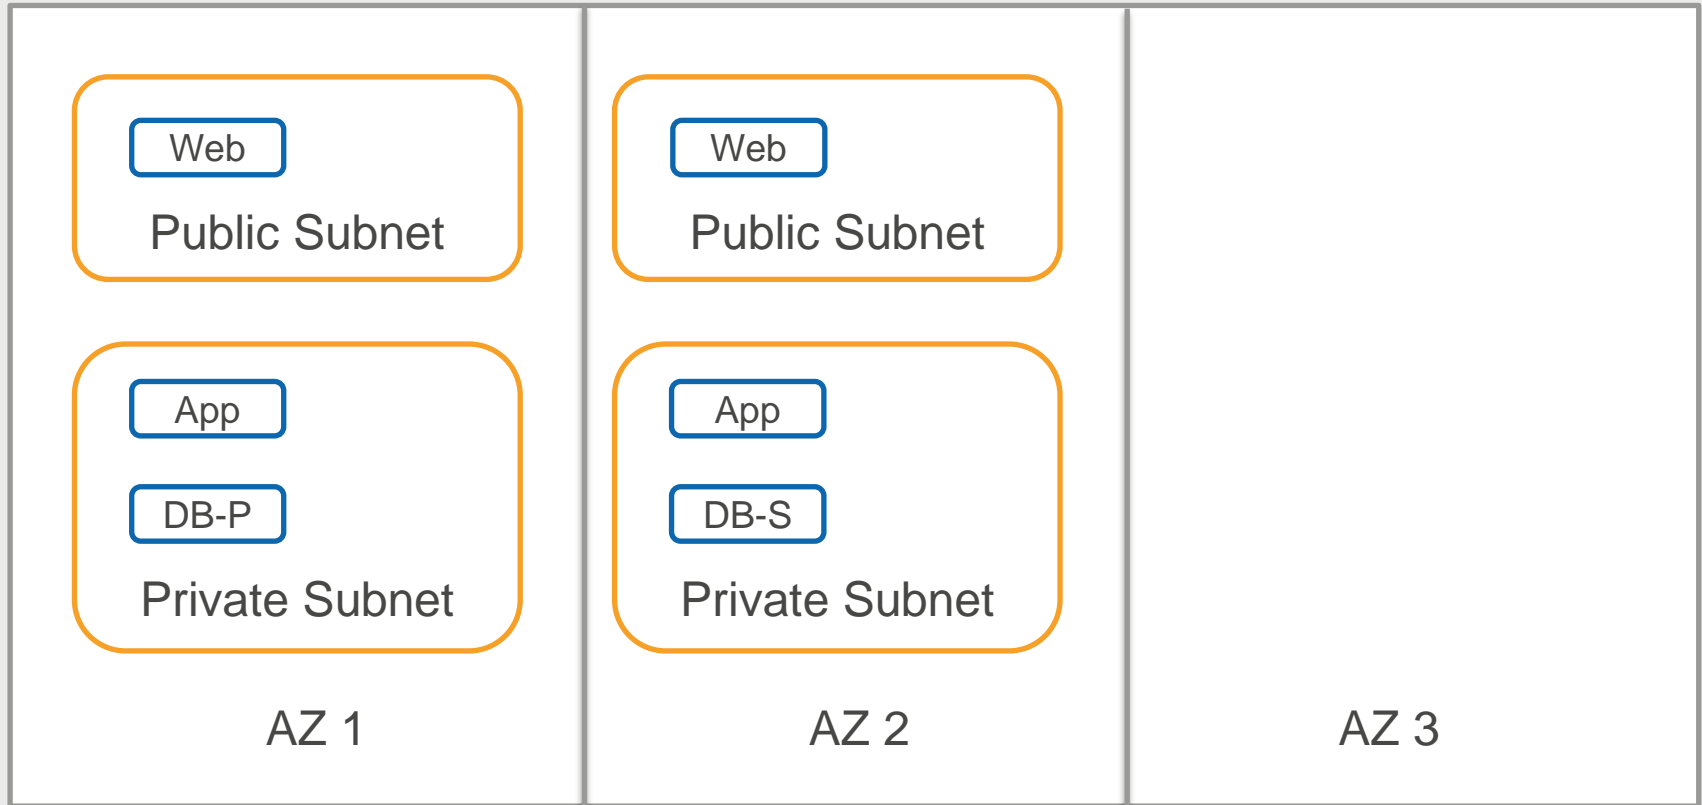 Web
Public Subnet
App
DB-P
Private Subnet
AZ 1
Web
Public Subnet
App
DB-S
Private Subnet
AZ 2
AZ 3